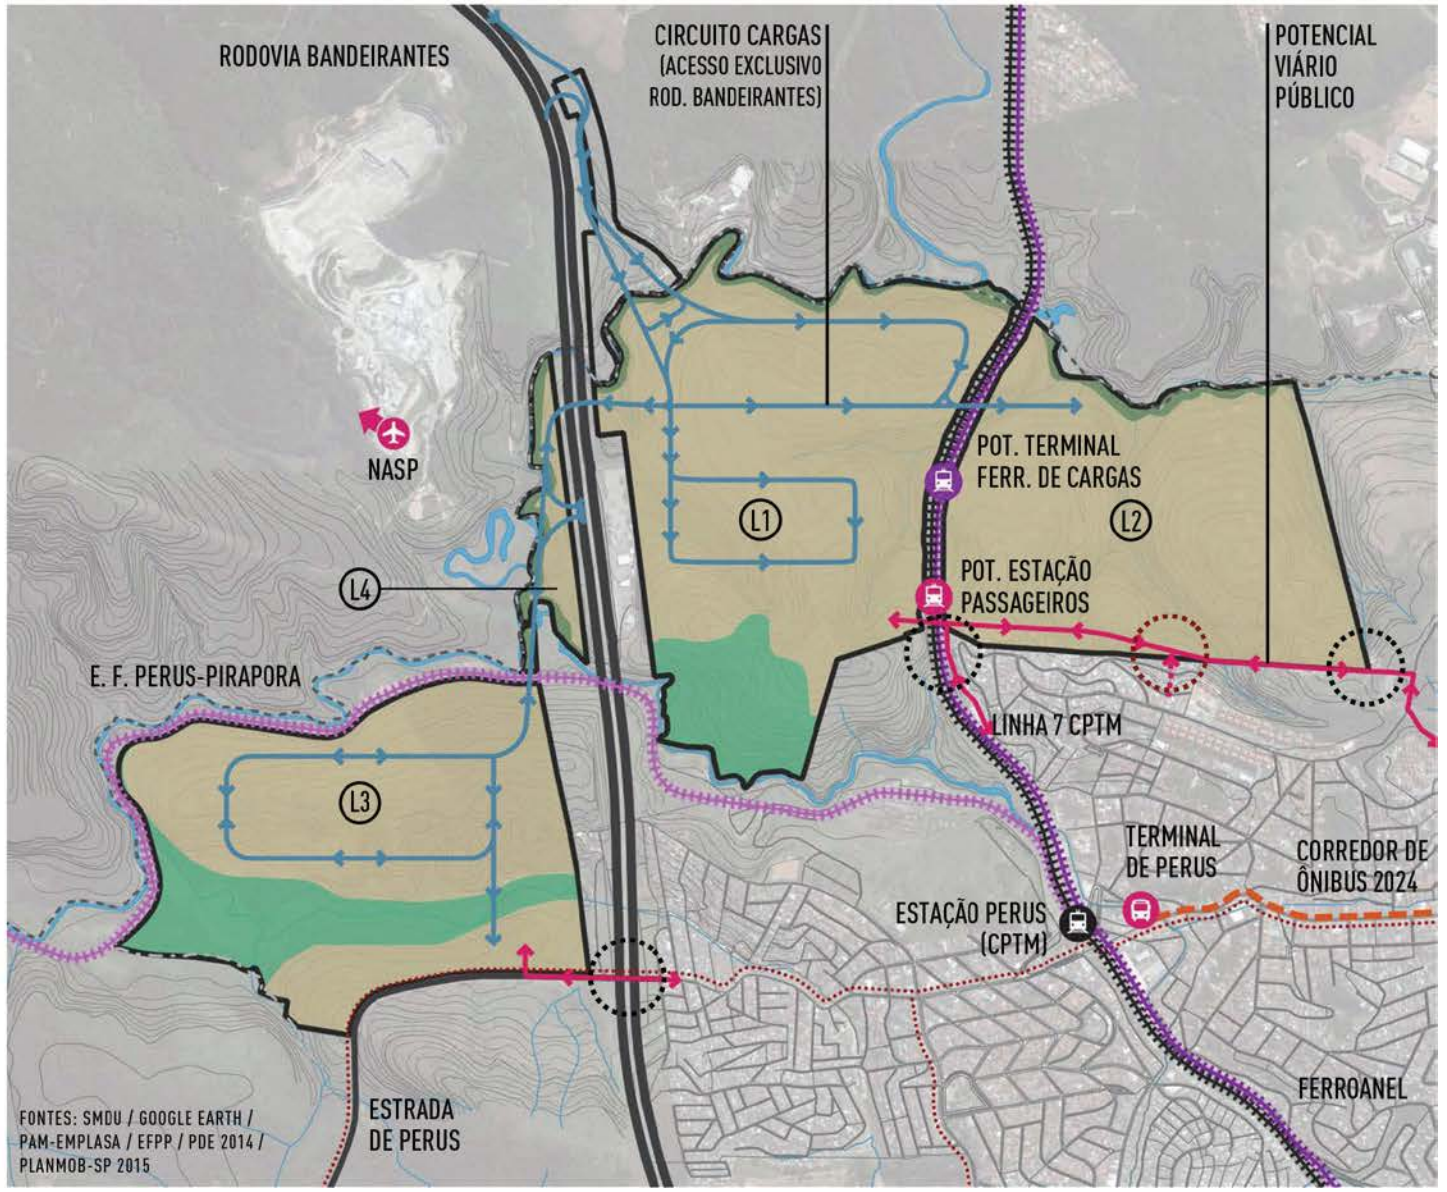 RODOVIA BANDEIRANTES
CIRCUITO CARGAS
(ACESSO EXCLUSIVO
ROD. BANDEIRANTES)
POTENCIAL
VIÁRIO
PÚBLICO
NASP
POT. TERMINAL
FERR. DE CARGAS
L1
L2
POT. ESTAÇÃO
PASSAGEIROS
L4
E. F. PERUS-PIRAPORA
LINHA 7 CPTM
L3
TERMINAL
DE PERUS
CORREDOR DE
ÔNIBUS 2024
ESTAÇÃO PERUS
(CPTM)
FERROANEL
ESTRADA
DE PERUS
FONTES: SMDU / GOOGLE EARTH /
PAM-EMPLASA / EFPP / PDE 2014 /
PLANMOB-SP 2015